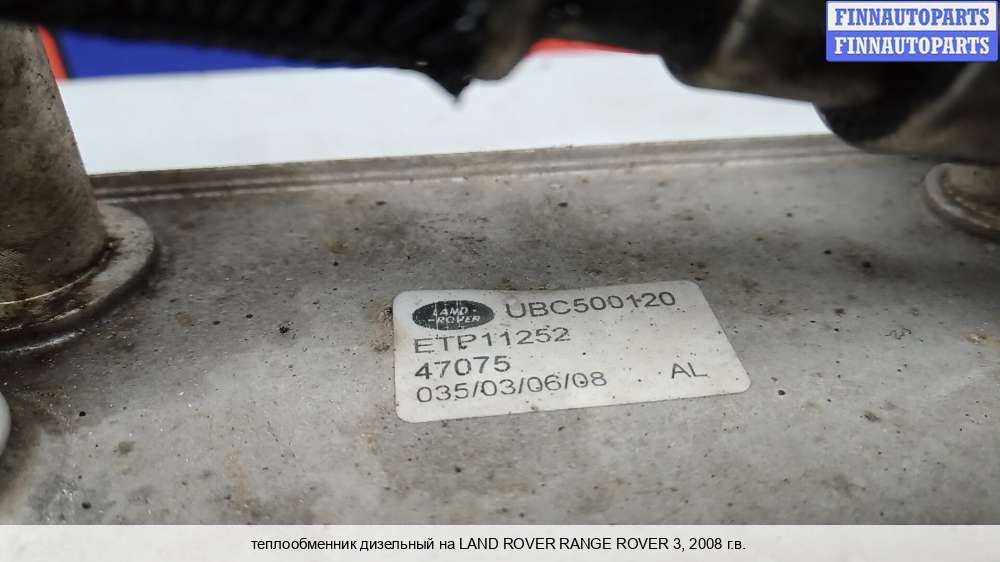 FINNAUTOPARTS
FINNAUTOPARTS
LAND-
-ROVER
UBC500120
ETP11252
47075
035/03/06/08 AL
теплообменник дизельный на LAND ROVER RANGE ROVER 3, 2008 г.в.